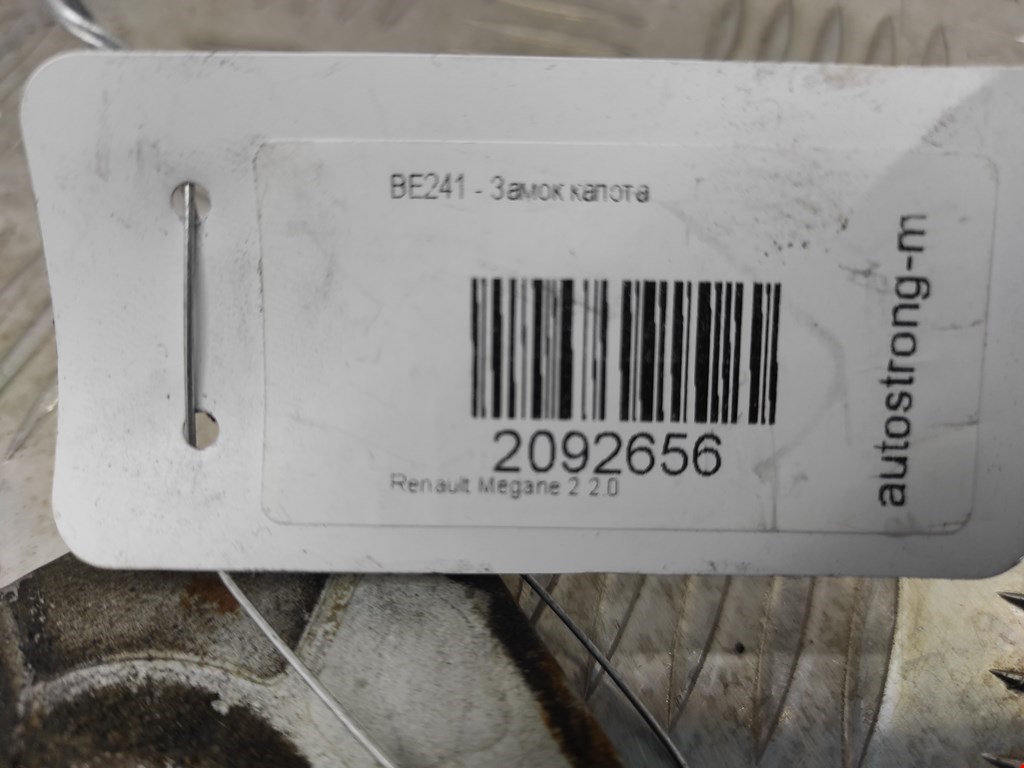 BE241 - Замок капота
2092656
Renault Megane 2 2.0
autostrong-m